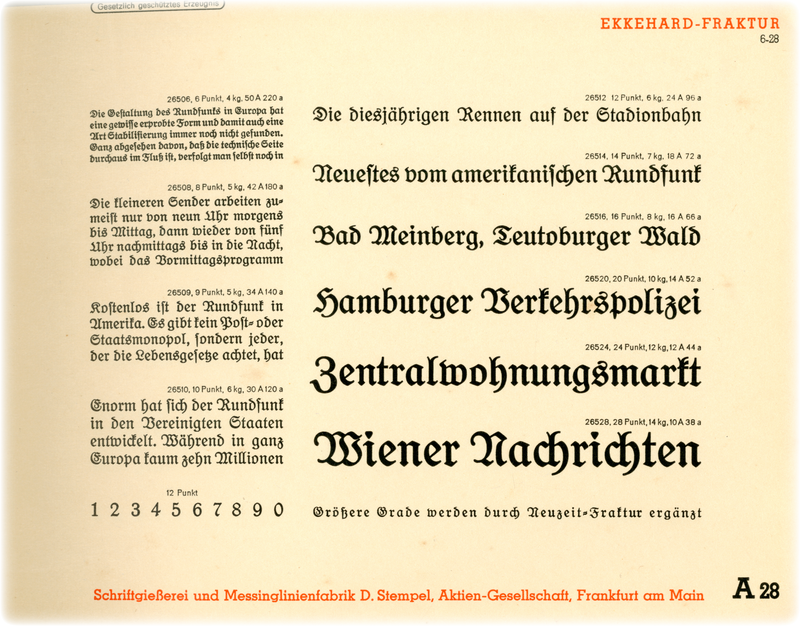 Gesetzlich geschütztes Erzeugnis
EKKEHARD-FRAKTUR
6-28
26506, 6 Punkt, 4 kg, 50 A 220 a
Die Geſtaltung des Rundfunks in Europa hat
eine gewiſſe erprobte Form und damit auch eine
Art Stabiliſierung immer noch nicht gefunden.
Ganz abgeſehen davon, daß die techniſche Seite
durchaus im Fluß iſt, verfolgt man ſelbſt noch in
26508, 8 Punkt, 5 kg, 42 A 180 a
Die kleineren Sender arbeiten zu-
meiſt nur von neun Uhr morgens
bis Mittag, dann wieder von fünf
Uhr nachmittags bis in die Nacht,
wobei das Vormittagsprogramm
26509, 9 Punkt, 5 kg, 34 A 140 a
Koſtenlos iſt der Rundfunk in
Amerika. Es gibt kein Poſt- oder
Staatsmonopol, ſondern jeder,
der die Lebensgeſetze achtet, hat
26510, 10 Punkt, 6 kg, 30 A 120 a
Enorm hat ſich der Rundfunk
in den Vereinigten Staaten
entwickelt. Während in ganz
Europa kaum zehn Millionen
12 Punkt
1 2 3 4 5 6 7 8 9 0
26512 12 Punkt, 6 kg, 24 A 96 a
Die diesjährigen Rennen auf der Stadionbahn
26514, 14 Punkt, 7 kg, 18 A 72 a
Neueſtes vom amerikaniſchen Rundfunk
26516, 16 Punkt, 8 kg, 16 A 66 a
Bad Meinberg, Teutoburger Wald
26520, 20 Punkt, 10 kg, 14 A 52 a
Hamburger Verkehrspolizei
26524, 24 Punkt, 12 kg, 12 A 44 a
Zentralwohnungsmarkt
26528, 28 Punkt, 14 kg, 10 A 38 a
Wiener Nachrichten
Größere Grade werden durch Neuzeit-Fraktur ergänzt
Schriftgießerei und Messinglinienfabrik D. Stempel, Aktien-Gesellschaft, Frankfurt am Main
A 28